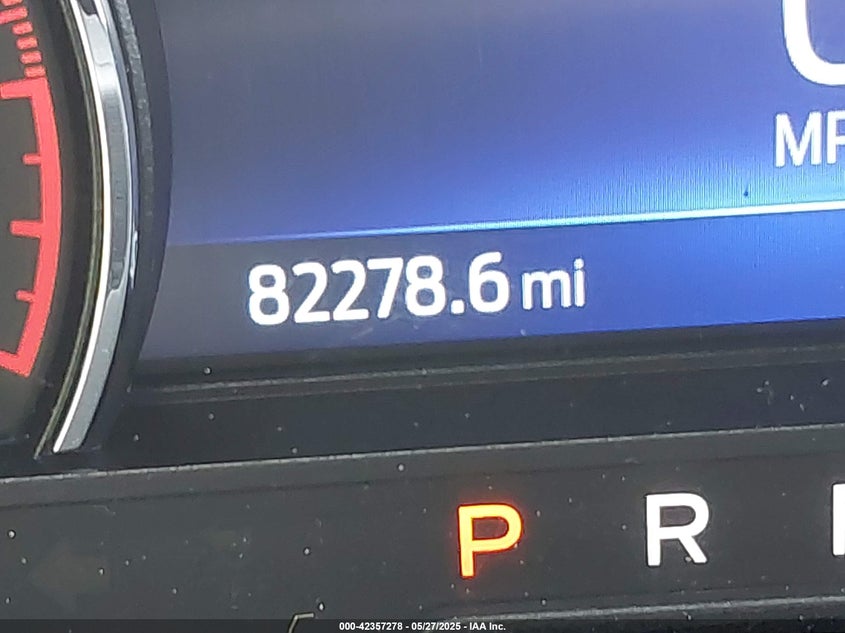 MP
82278.6 mi
P R
000-42357278 - 05/27/2025 - IAA Inc.